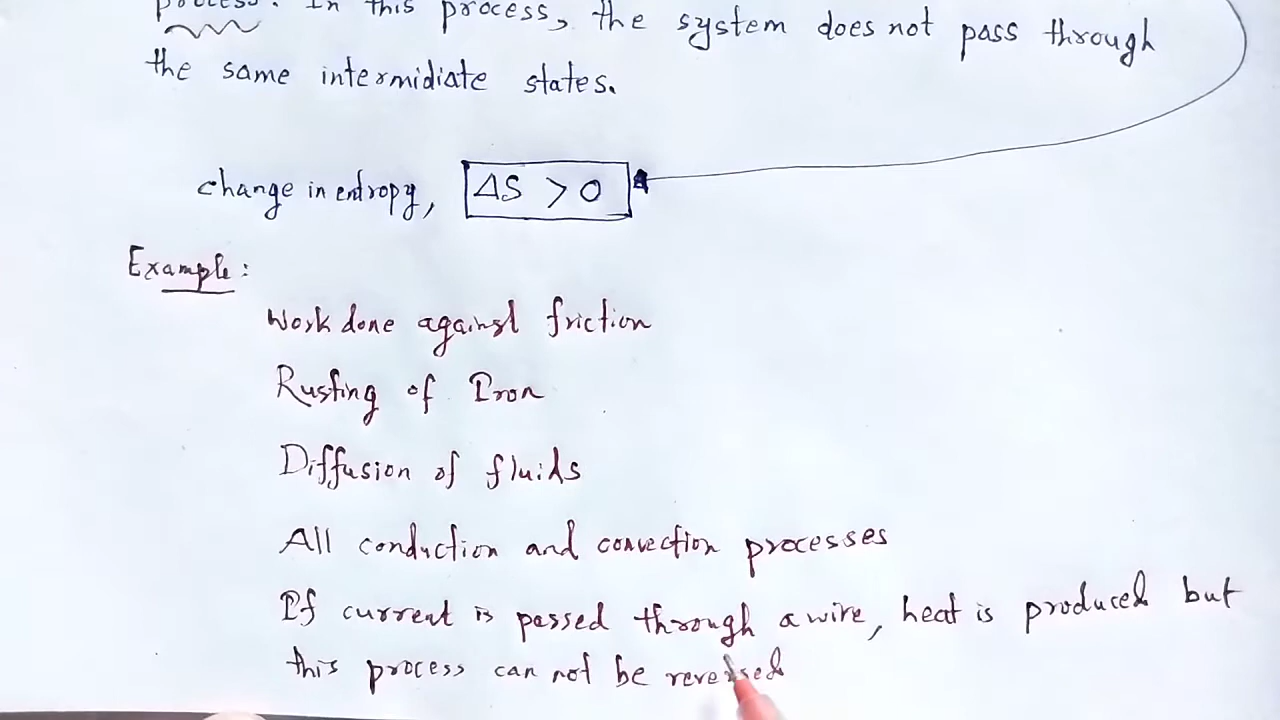 process. In this process, the system does not pass through
the same intermidiate states.
change in entropy, ΔS > 0
Example:
Work done against friction
Rusting of Iron
Diffusion of fluids
All conduction and convection processes
If current is passed through a wire, heat is produced but
this process can not be reversed